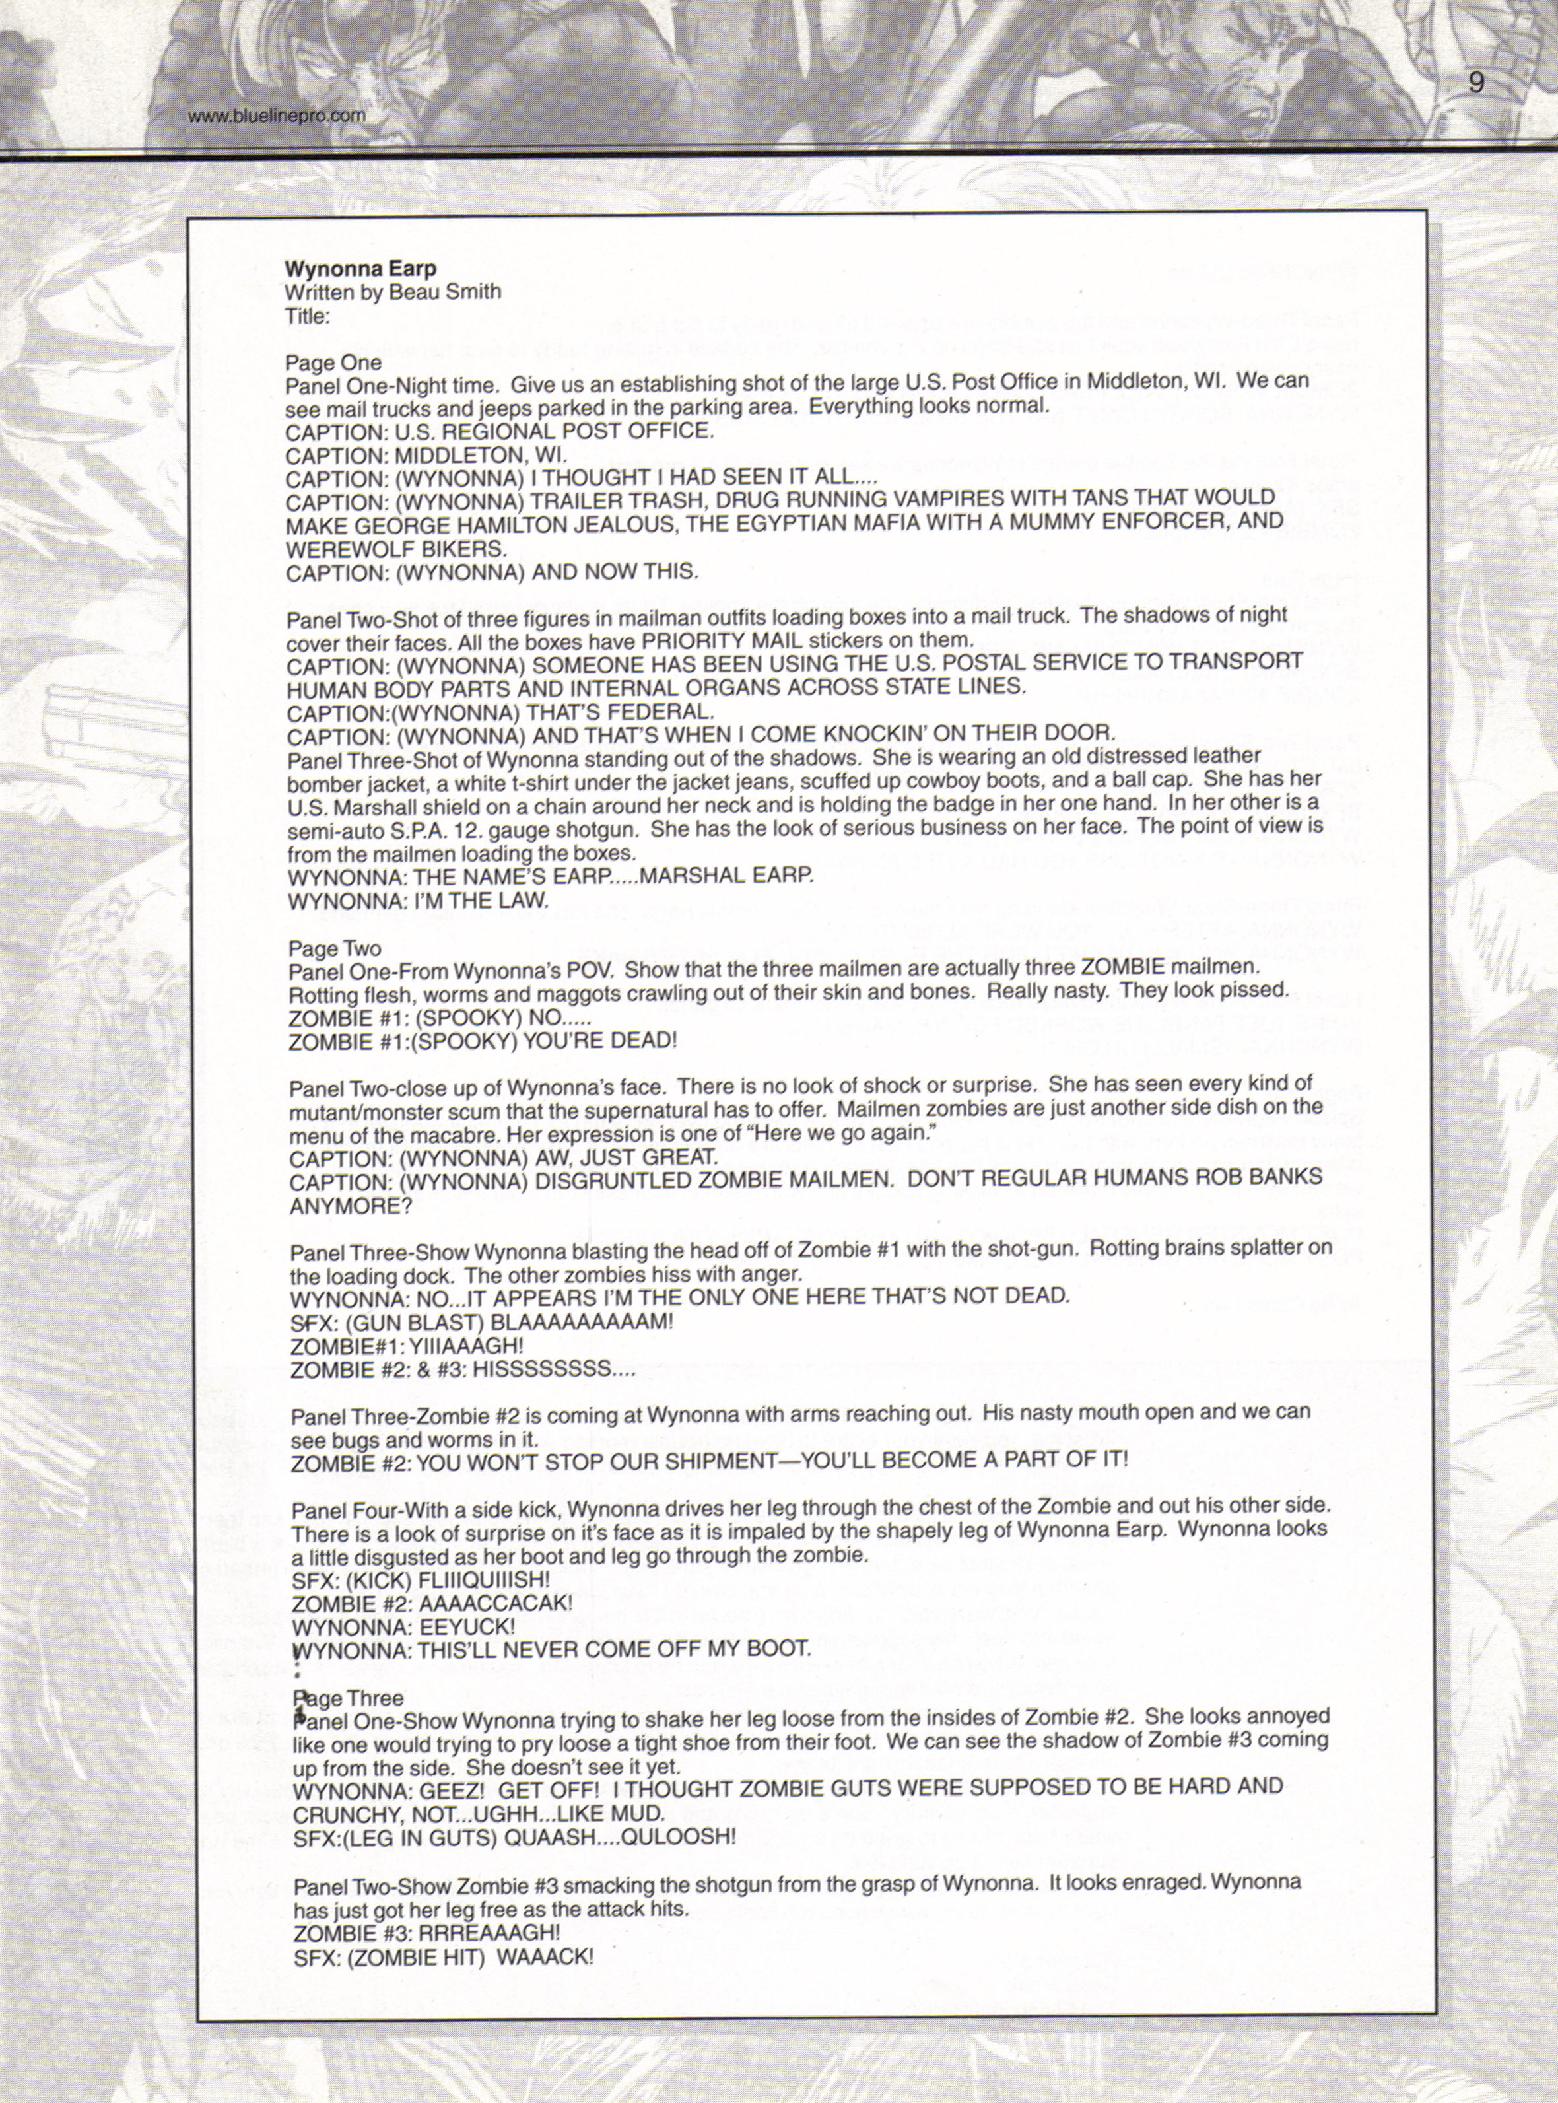 9
www.bluelinepro.com
Wynonna Earp
Written by Beau Smith
Title:
Page One
Panel One-Night time. Give us an establishing shot of the large U.S. Post Office in Middleton, WI. We can
see mail trucks and jeeps parked in the parking area. Everything looks normal.
CAPTION: U.S. REGIONAL POST OFFICE.
CAPTION: MIDDLETON, WI.
CAPTION: (WYNONNA) I THOUGHT I HAD SEEN IT ALL....
CAPTION: (WYNONNA) TRAILER TRASH, DRUG RUNNING VAMPIRES WITH TANS THAT WOULD
MAKE GEORGE HAMILTON JEALOUS, THE EGYPTIAN MAFIA WITH A MUMMY ENFORCER, AND
WEREWOLF BIKERS.
CAPTION: (WYNONNA) AND NOW THIS.
Panel Two-Shot of three figures in mailman outfits loading boxes into a mail truck. The shadows of night
cover their faces. All the boxes have PRIORITY MAIL stickers on them.
CAPTION: (WYNONNA) SOMEONE HAS BEEN USING THE U.S. POSTAL SERVICE TO TRANSPORT
HUMAN BODY PARTS AND INTERNAL ORGANS ACROSS STATE LINES.
CAPTION:(WYNONNA) THAT'S FEDERAL.
CAPTION: (WYNONNA) AND THAT'S WHEN I COME KNOCKIN' ON THEIR DOOR.
Panel Three-Shot of Wynonna standing out of the shadows. She is wearing an old distressed leather
bomber jacket, a white t-shirt under the jacket jeans, scuffed up cowboy boots, and a ball cap. She has her
U.S. Marshall shield on a chain around her neck and is holding the badge in her one hand. In her other is a
semi-auto S.P.A. 12. gauge shotgun. She has the look of serious business on her face. The point of view is
from the mailmen loading the boxes.
WYNONNA: THE NAME'S EARP.....MARSHAL EARP.
WYNONNA: I'M THE LAW.
Page Two
Panel One-From Wynonna's POV. Show that the three mailmen are actually three ZOMBIE mailmen.
Rotting flesh, worms and maggots crawling out of their skin and bones. Really nasty. They look pissed.
ZOMBIE #1: (SPOOKY) NO.....
ZOMBIE #1:(SPOOKY) YOU'RE DEAD!
Panel Two-close up of Wynonna's face. There is no look of shock or surprise. She has seen every kind of
mutant/monster scum that the supernatural has to offer. Mailmen zombies are just another side dish on the
menu of the macabre. Her expression is one of “Here we go again.”
CAPTION: (WYNONNA) AW, JUST GREAT.
CAPTION: (WYNONNA) DISGRUNTLED ZOMBIE MAILMEN. DON'T REGULAR HUMANS ROB BANKS
ANYMORE?
Panel Three-Show Wynonna blasting the head off of Zombie #1 with the shot-gun. Rotting brains splatter on
the loading dock. The other zombies hiss with anger.
WYNONNA: NO...IT APPEARS I'M THE ONLY ONE HERE THAT'S NOT DEAD.
SFX: (GUN BLAST) BLAAAAAAAAAM!
ZOMBIE#1: YIIIAAAGH!
ZOMBIE #2: & #3: HISSSSSSSSS....
Panel Three-Zombie #2 is coming at Wynonna with arms reaching out. His nasty mouth open and we can
see bugs and worms in it.
ZOMBIE #2: YOU WON'T STOP OUR SHIPMENT—YOU'LL BECOME A PART OF IT!
Panel Four-With a side kick, Wynonna drives her leg through the chest of the Zombie and out his other side.
There is a look of surprise on it's face as it is impaled by the shapely leg of Wynonna Earp. Wynonna looks
a little disgusted as her boot and leg go through the zombie.
SFX: (KICK) FLIIIQUIIISH!
ZOMBIE #2: AAAACCACAK!
WYNONNA: EEYUCK!
WYNONNA: THIS'LL NEVER COME OFF MY BOOT.
Page Three
Panel One-Show Wynonna trying to shake her leg loose from the insides of Zombie #2. She looks annoyed
like one would trying to pry loose a tight shoe from their foot. We can see the shadow of Zombie #3 coming
up from the side. She doesn't see it yet.
WYNONNA: GEEZ! GET OFF! I THOUGHT ZOMBIE GUTS WERE SUPPOSED TO BE HARD AND
CRUNCHY, NOT...UGHH...LIKE MUD.
SFX:(LEG IN GUTS) QUAASH....QULOOSH!
Panel Two-Show Zombie #3 smacking the shotgun from the grasp of Wynonna. It looks enraged. Wynonna
has just got her leg free as the attack hits.
ZOMBIE #3: RRREAAAGH!
SFX: (ZOMBIE HIT) WAAACK!